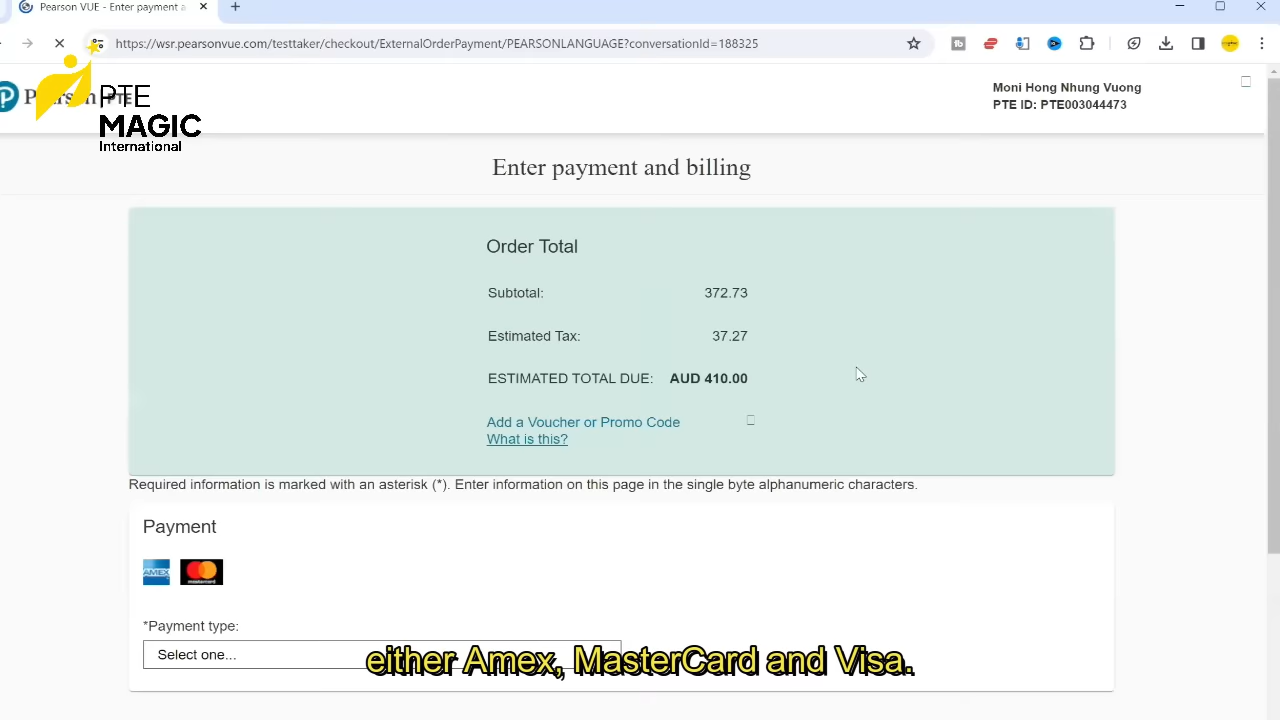 Pearson VUE - Enter payment a
https://wsr.pearsonvue.com/testtaker/checkout/ExternalOrderPayment/PEARSONLANGUAGE?conversationId=188325
PTE
MAGIC
International
Moni Hong Nhung Vuong
PTE ID: PTE003044473
Enter payment and billing
Order Total
Subtotal: 372.73
Estimated Tax: 37.27
ESTIMATED TOTAL DUE: AUD 410.00
Add a Voucher or Promo Code
What is this?
Required information is marked with an asterisk (*). Enter information on this page in the single byte alphanumeric characters.
Payment
AMEX
mastercard
*Payment type:
Select one...
either Amex, MasterCard and Visa.